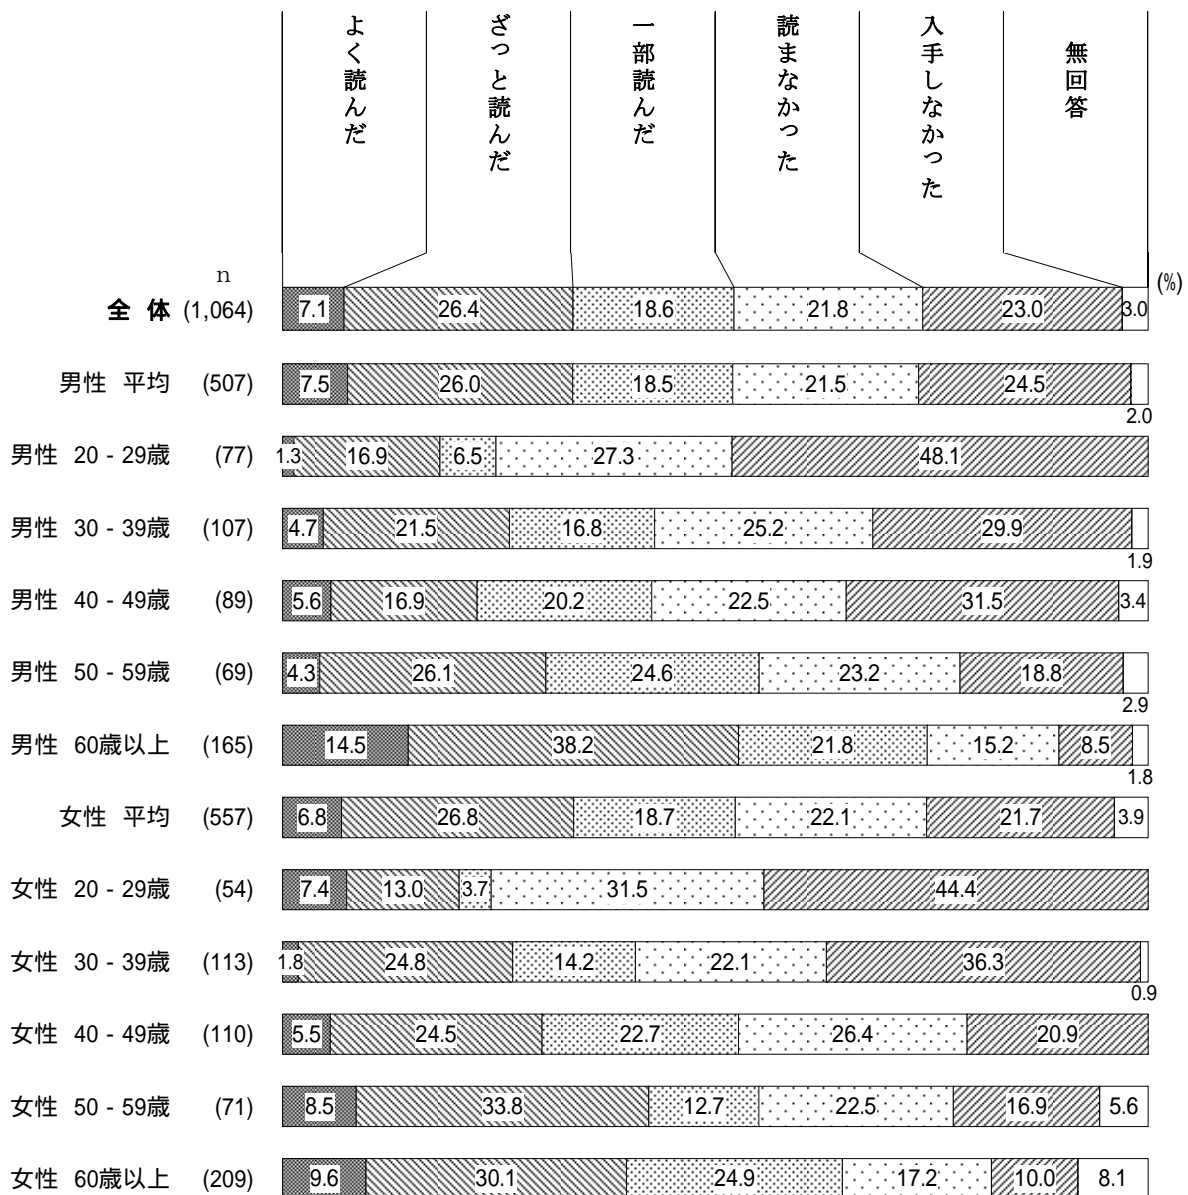 よく読んだ
ざっと読んだ
一部読んだ
読まなかった
入手しなかった
無回答
n
(%)
全 体 (1,064) 7.1 26.4 18.6 21.8 23.0 3.0
男性 平均 (507) 7.5 26.0 18.5 21.5 24.5
2.0
男性 20 - 29歳 (77) 1.3 16.9 6.5 27.3 48.1
男性 30 - 39歳 (107) 4.7 21.5 16.8 25.2 29.9
1.9
男性 40 - 49歳 (89) 5.6 16.9 20.2 22.5 31.5 3.4
男性 50 - 59歳 (69) 4.3 26.1 24.6 23.2 18.8
2.9
男性 60歳以上 (165) 14.5 38.2 21.8 15.2 8.5
1.8
女性 平均 (557) 6.8 26.8 18.7 22.1 21.7 3.9
女性 20 - 29歳 (54) 7.4 13.0 3.7 31.5 44.4
女性 30 - 39歳 (113) 1.8 24.8 14.2 22.1 36.3
0.9
女性 40 - 49歳 (110) 5.5 24.5 22.7 26.4 20.9
女性 50 - 59歳 (71) 8.5 33.8 12.7 22.5 16.9 5.6
女性 60歳以上 (209) 9.6 30.1 24.9 17.2 10.0 8.1